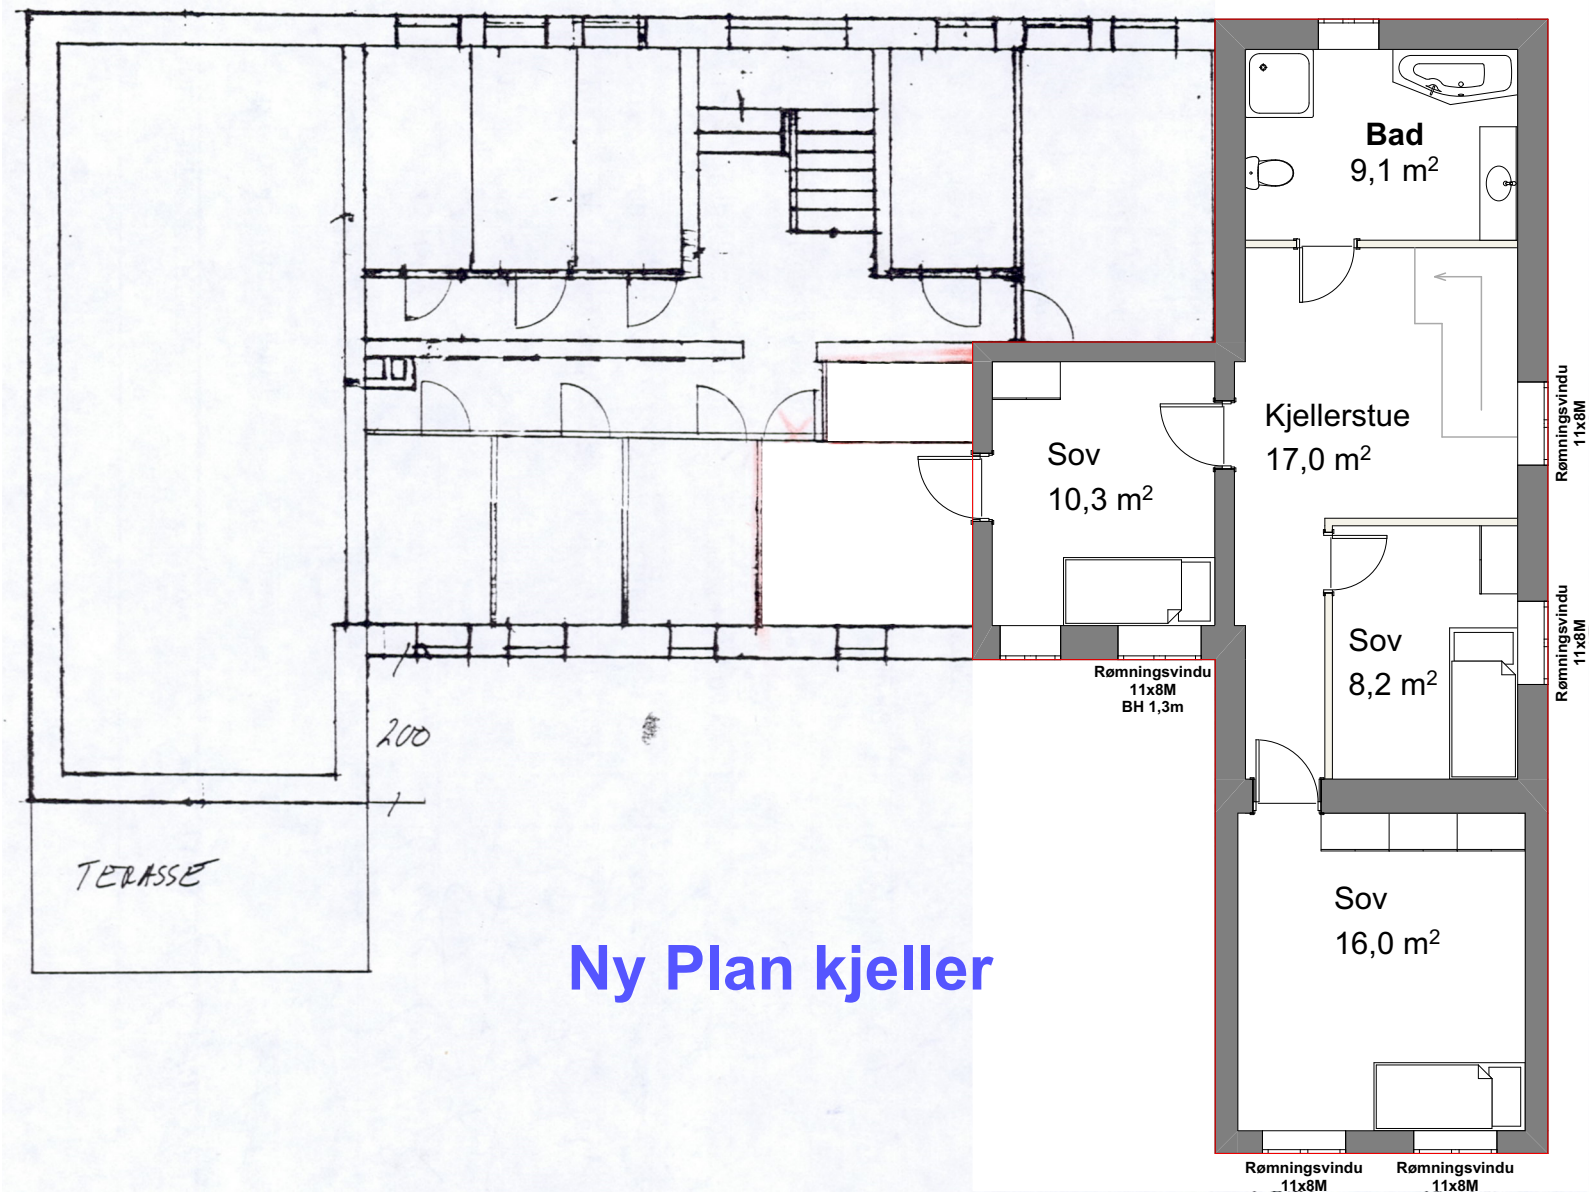 Bad
9,1 m²
Kjellerstue
17,0 m²
Rømningsvindu
11x8M
Sov
10,3 m²
Rømningsvindu
11x8M
BH 1,3m
Sov
8,2 m²
Rømningsvindu
11x8M
200
TERASSE
Ny Plan kjeller
Sov
16,0 m²
Rømningsvindu
11x8M
Rømningsvindu
11x8M